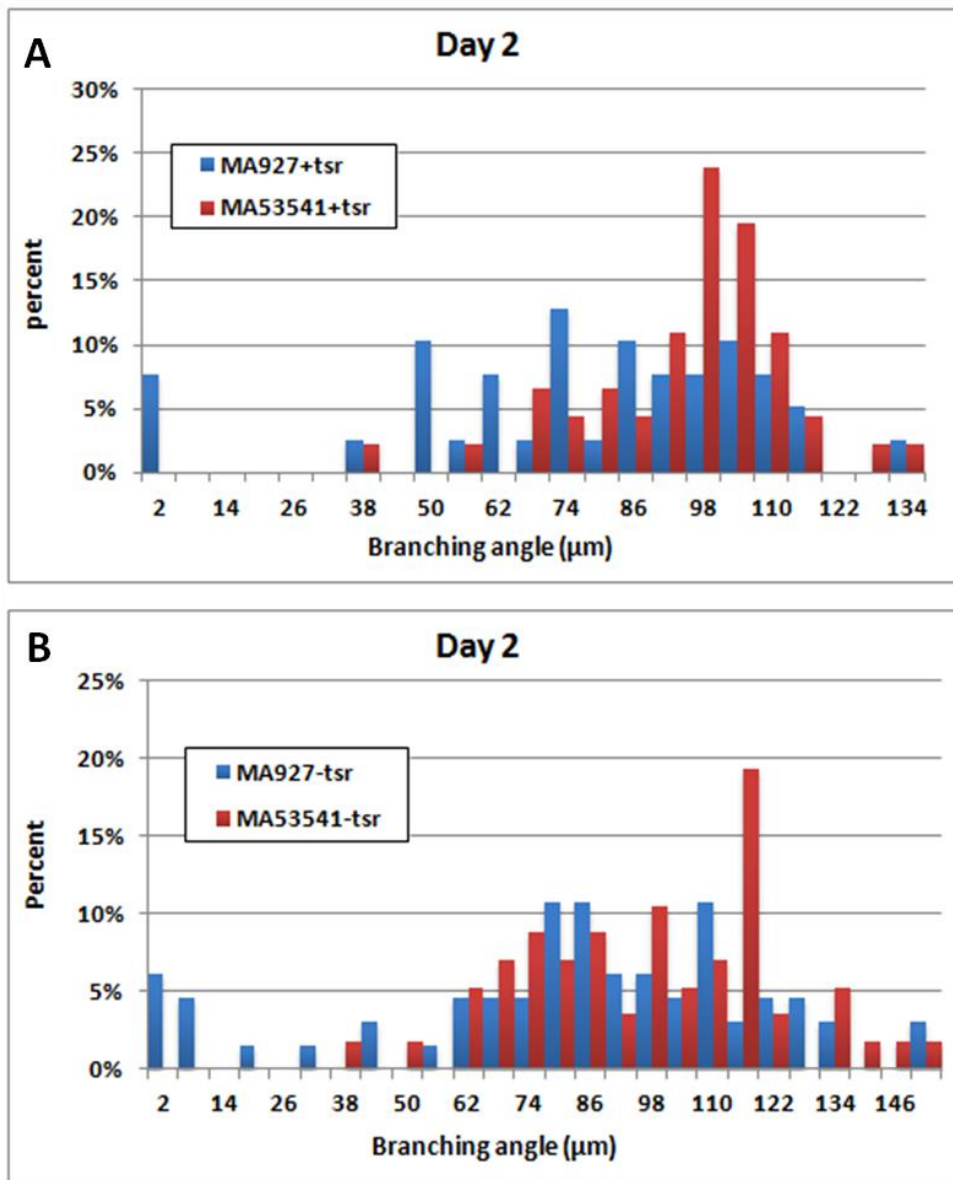 A
Day 2
30%
25%
20%
15%
10%
5%
0%
percent
MA927+tsr
MA53541+tsr
2 14 26 38 50 62 74 86 98 110 122 134
Branching angle (µm)
B
Day 2
25%
20%
15%
10%
5%
0%
Percent
MA927-tsr
MA53541-tsr
2 14 26 38 50 62 74 86 98 110 122 134 146
Branching angle (µm)